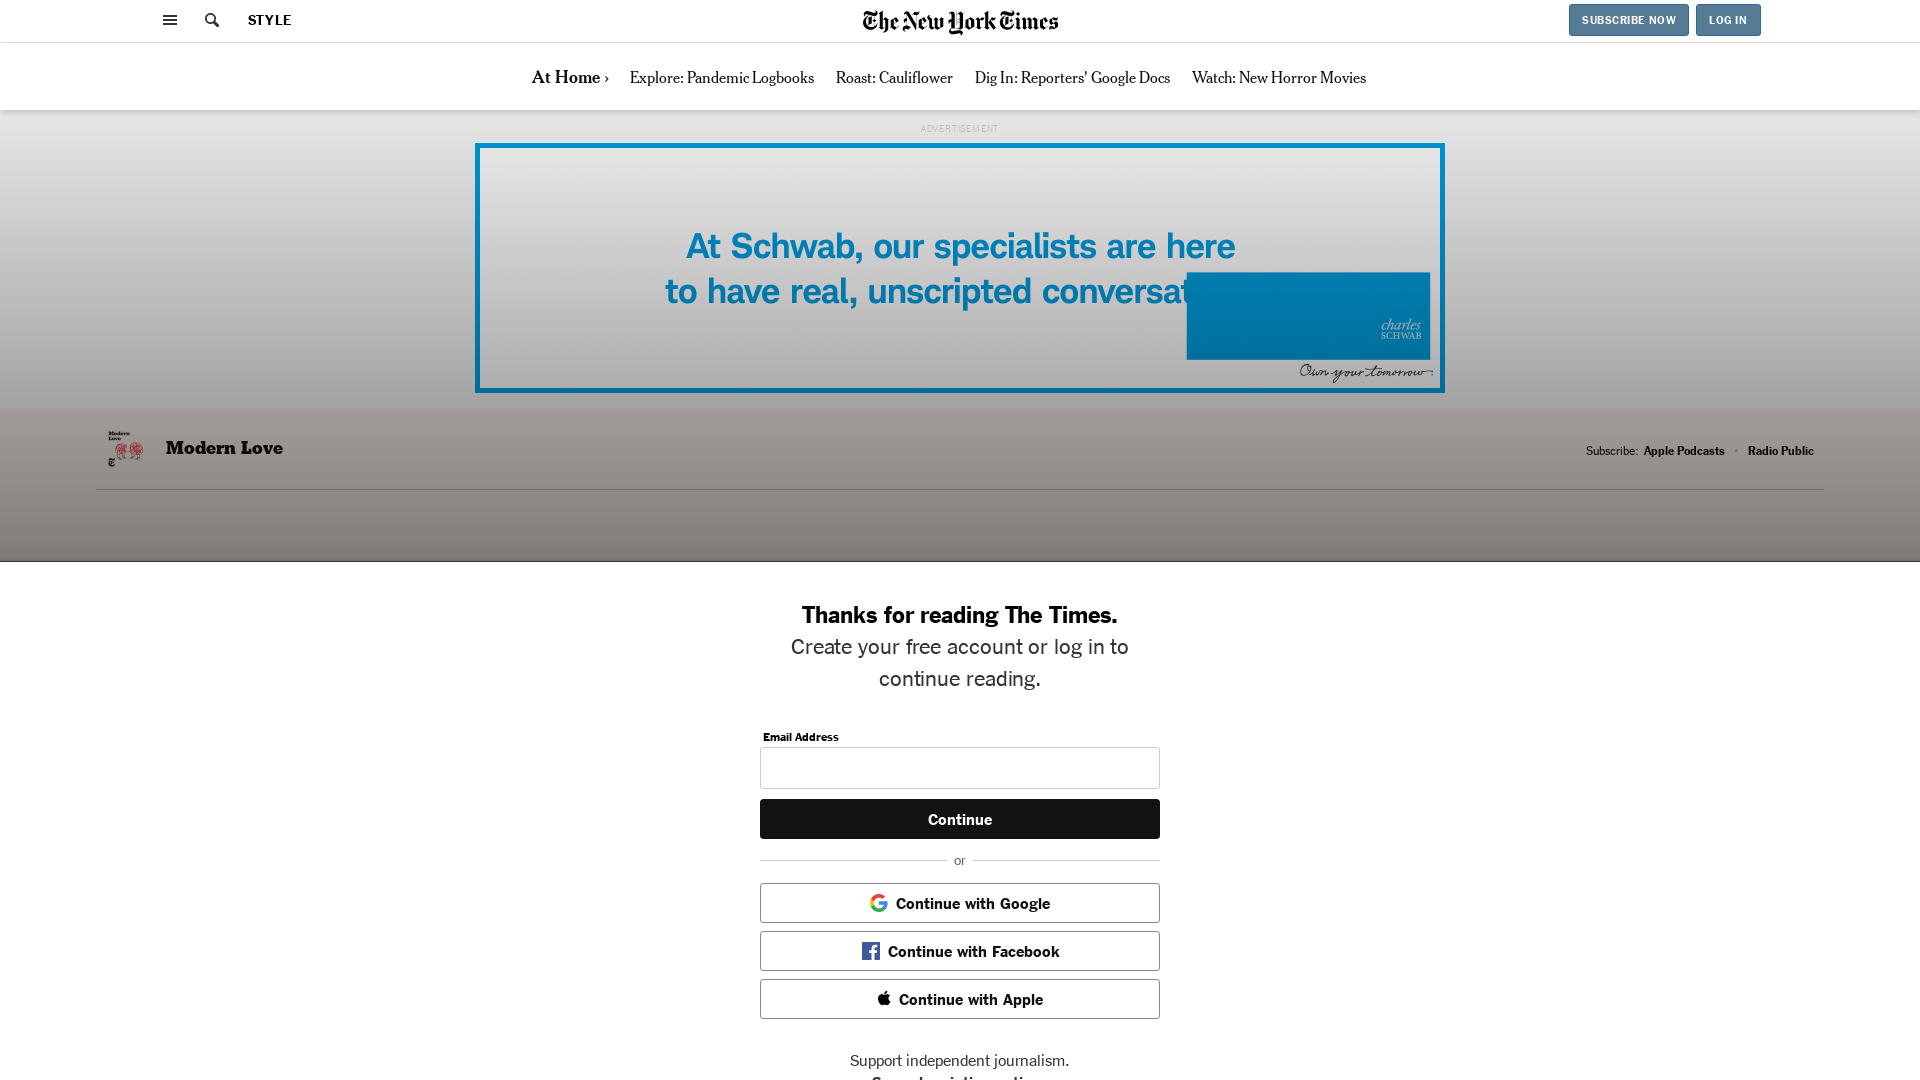 STYLE
The New York Times
SUBSCRIBE NOW
LOG IN
At Home ›
Explore: Pandemic Logbooks
Roast: Cauliflower
Dig In: Reporters' Google Docs
Watch: New Horror Movies
ADVERTISEMENT
At Schwab, our specialists are here
to have real, unscripted
charles
SCHWAB
Own your tomorrow.
Modern
Love
Modern Love
Subscribe: Apple Podcasts • Radio Public
Thanks for reading The Times.
Create your free account or log in to
continue reading.
Email Address
Continue
or
Continue with Google
Continue with Facebook
Continue with Apple
Support independent journalism.